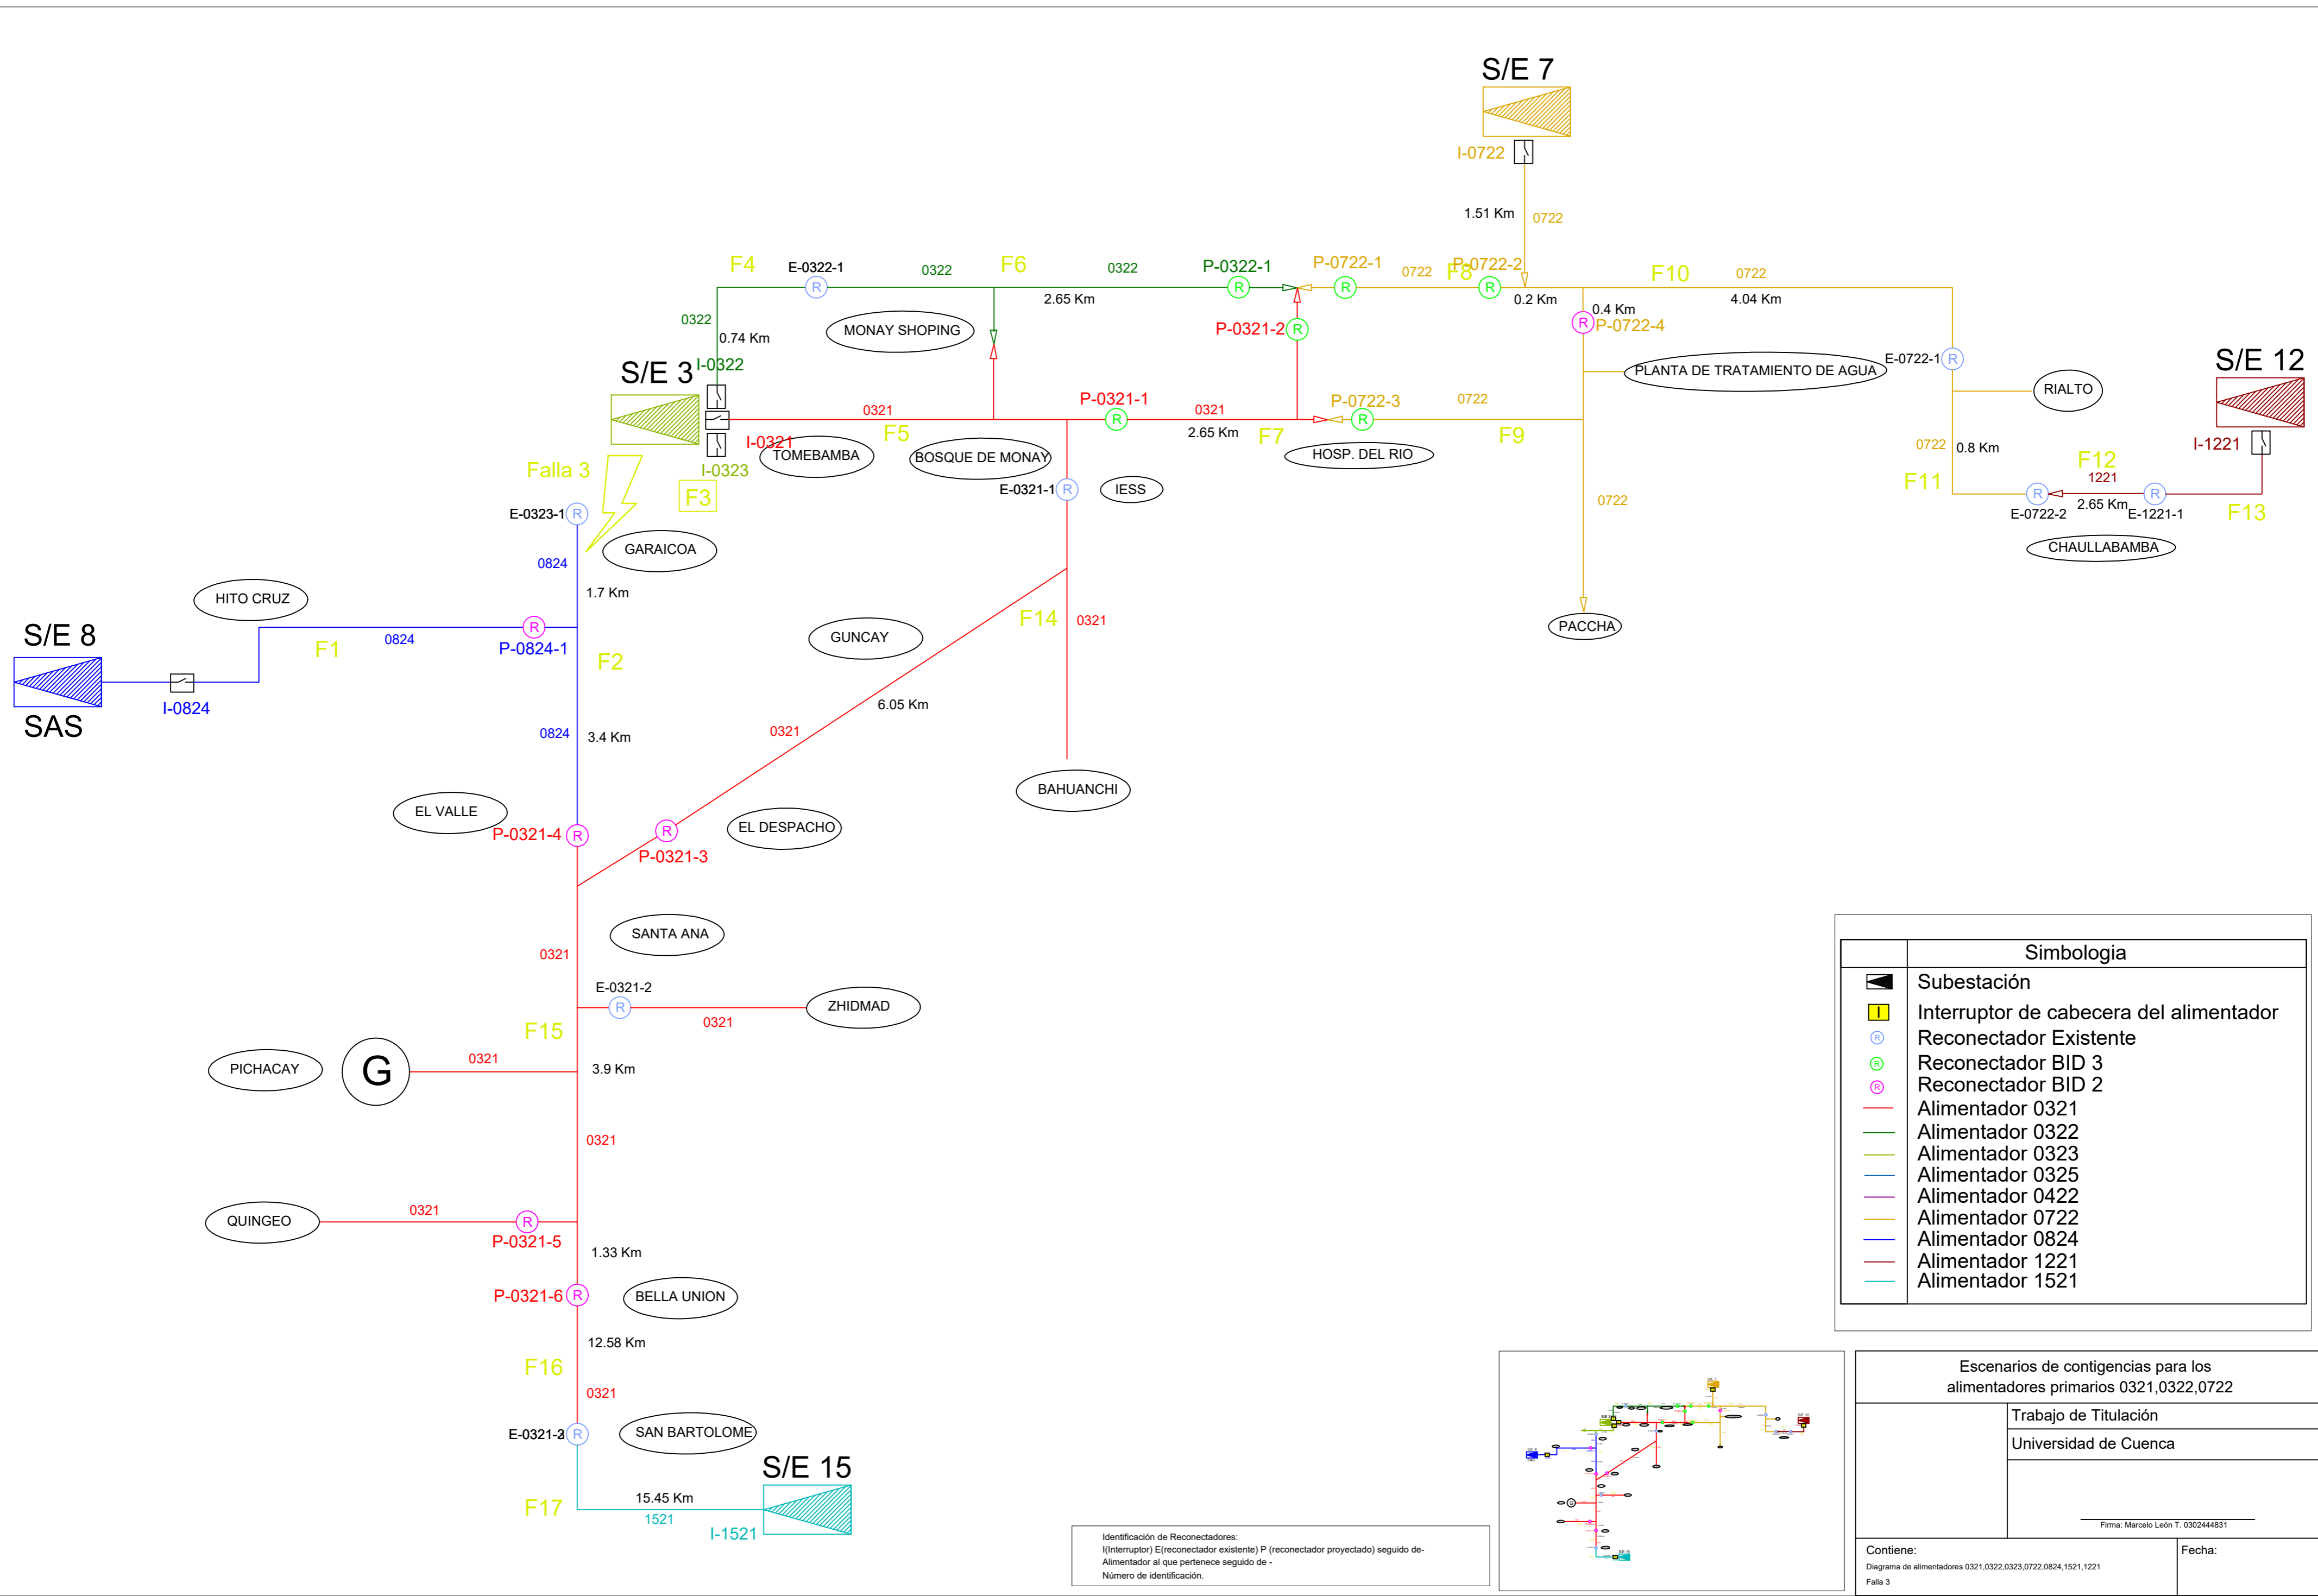 S/E 7
I-0722
1.51 Km
0722
F4
E-0322-1
0322
F6
0322
P-0322-1
P-0722-1
0722
F8
P-0722-2
F10
0722
2.65 Km
0.2 Km
4.04 Km
0.4 Km
0322
0.74 Km
MONAY SHOPING
P-0321-2
P-0722-4
S/E 3
I-0322
PLANTA DE TRATAMIENTO DE AGUA
E-0722-1
S/E 12
RIALTO
P-0321-1
P-0722-3
0722
0321
0321
F5
2.65 Km
F7
F9
I-0321
TOMEBAMBA
BOSQUE DE MONAY
HOSP. DEL RIO
0722
0.8 Km
I-1221
F12
1221
Falla 3
I-0323
F3
E-0321-1
IESS
0722
F11
2.65 Km
E-0722-2
E-1221-1
F13
CHAULLABAMBA
E-0323-1
GARAICOA
0824
1.7 Km
HITO CRUZ
S/E 8
F1
0824
P-0824-1
F2
GUNCAY
F14
0321
PACCHA
I-0824
SAS
0824
3.4 Km
6.05 Km
0321
BAHUANCHI
EL VALLE
P-0321-4
EL DESPACHO
P-0321-3
SANTA ANA
0321
E-0321-2
ZHIDMAD
0321
F15
PICHACAY
G
0321
3.9 Km
0321
QUINGEO
0321
P-0321-5
1.33 Km
P-0321-6
BELLA UNION
12.58 Km
F16
0321
SAN BARTOLOME
S/E 15
F17
15.45 Km
1521
I-1521
Simbologia
Subestación
I
Interruptor de cabecera del alimentador
R
Reconectador Existente
R
Reconectador BID 3
R
Reconectador BID 2
Alimentador 0321
Alimentador 0322
Alimentador 0323
Alimentador 0325
Alimentador 0422
Alimentador 0722
Alimentador 0824
Alimentador 1221
Alimentador 1521
Identificación de Reconectadores:
I(Interruptor) E(reconectador existente) P (reconectador proyectado) seguido de-
Alimentador al que pertenece seguido de -
Número de identificación.
Escenarios de contigencias para los
alimentadores primarios 0321,0322,0722
Trabajo de Titulación
Universidad de Cuenca
Firma: Marcelo León T. 0302444831
Contiene:
Diagrama de alimentadores 0321,0322,0323,0722,0824,1521,1221
Falla 3
Fecha: